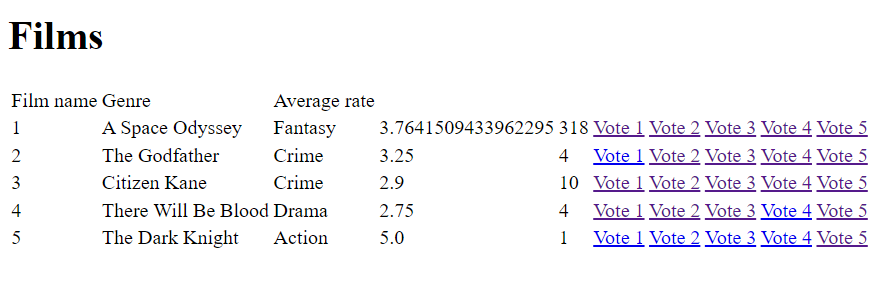 Films
Film name Genre Average rate
1 A Space Odyssey Fantasy 3.7641509433962295 318 Vote 1 Vote 2 Vote 3 Vote 4 Vote 5
2 The Godfather Crime 3.25 4 Vote 1 Vote 2 Vote 3 Vote 4 Vote 5
3 Citizen Kane Crime 2.9 10 Vote 1 Vote 2 Vote 3 Vote 4 Vote 5
4 There Will Be Blood Drama 2.75 4 Vote 1 Vote 2 Vote 3 Vote 4 Vote 5
5 The Dark Knight Action 5.0 1 Vote 1 Vote 2 Vote 3 Vote 4 Vote 5